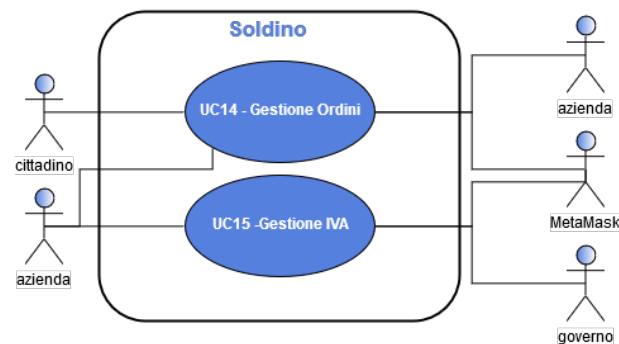 Soldino
UC14 - Gestione Ordini
azienda
cittadino
MetaMask
UC15 -Gestione IVA
azienda
governo